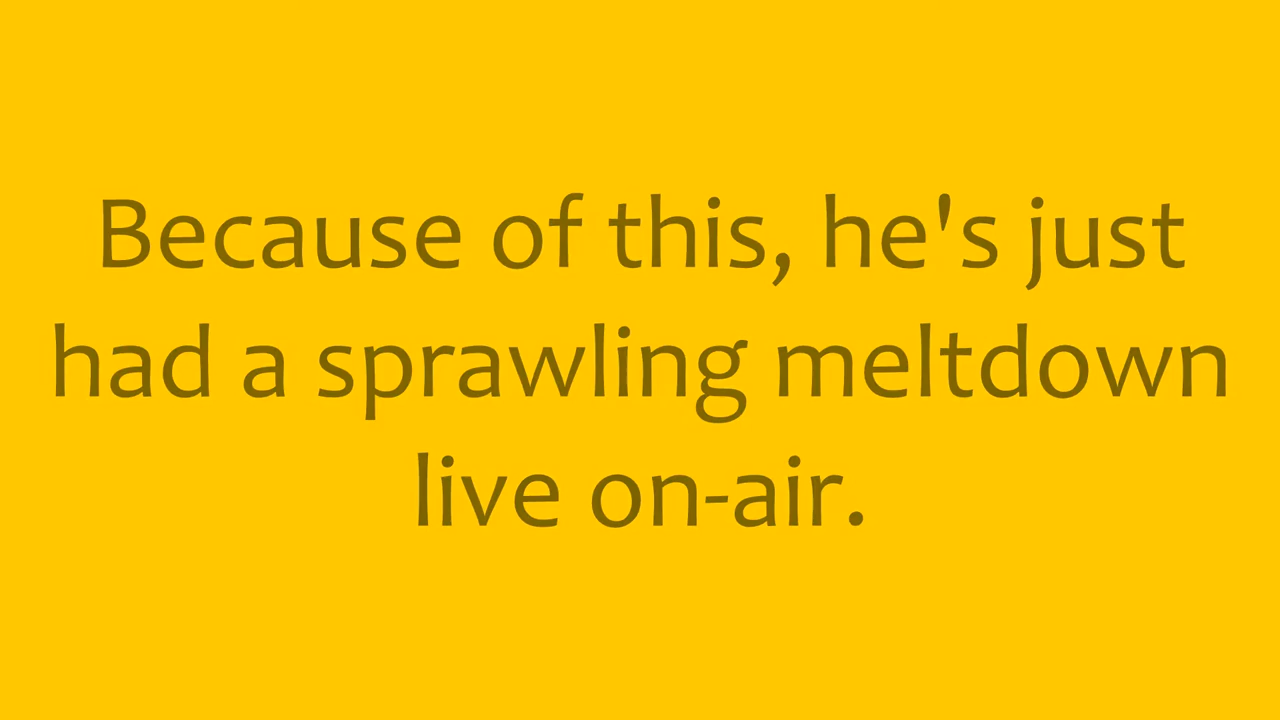 Because of this, he's just
had a sprawling meltdown
live on-air.